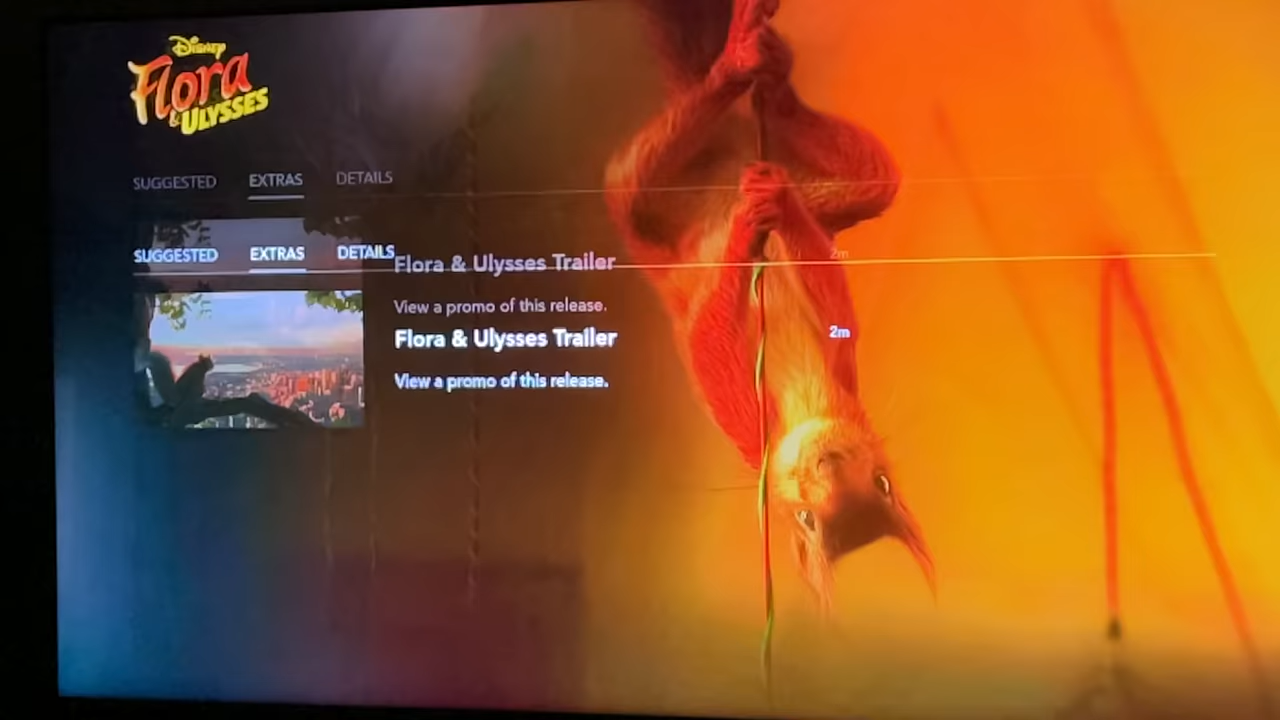 Disney
Flora
& ULYSSES
SUGGESTED EXTRAS DETAILS
SUGGESTED EXTRAS DETAILS
Flora & Ulysses Trailer 2m
View a promo of this release.
Flora & Ulysses Trailer 2m
View a promo of this release.